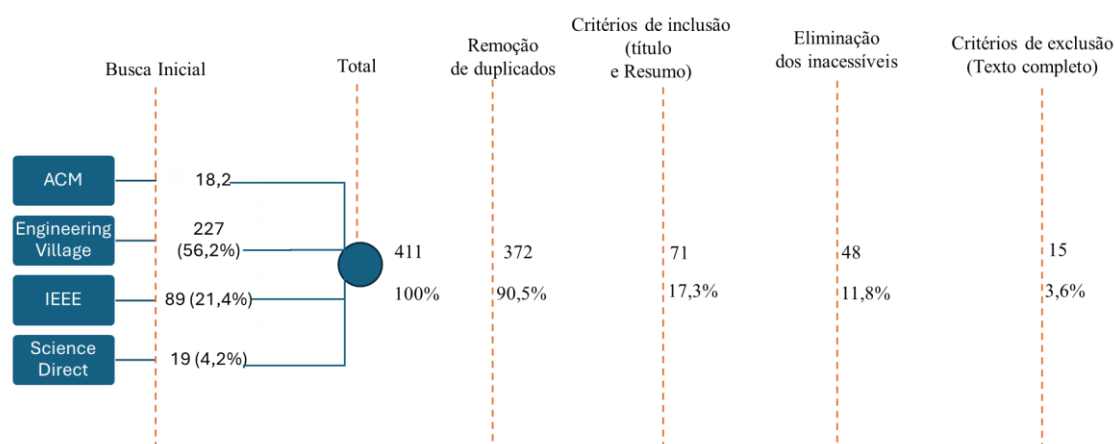 Busca Inicial
Total
Remoção
de duplicados
Critérios de inclusão
(título
e Resumo)
Eliminação
dos inacessíveis
Critérios de exclusão
(Texto completo)
ACM
18,2
Engineering
Village
227
(56,2%)
IEEE
89 (21,4%)
Science
Direct
19 (4,2%)
411
100%
372
90,5%
71
17,3%
48
11,8%
15
3,6%